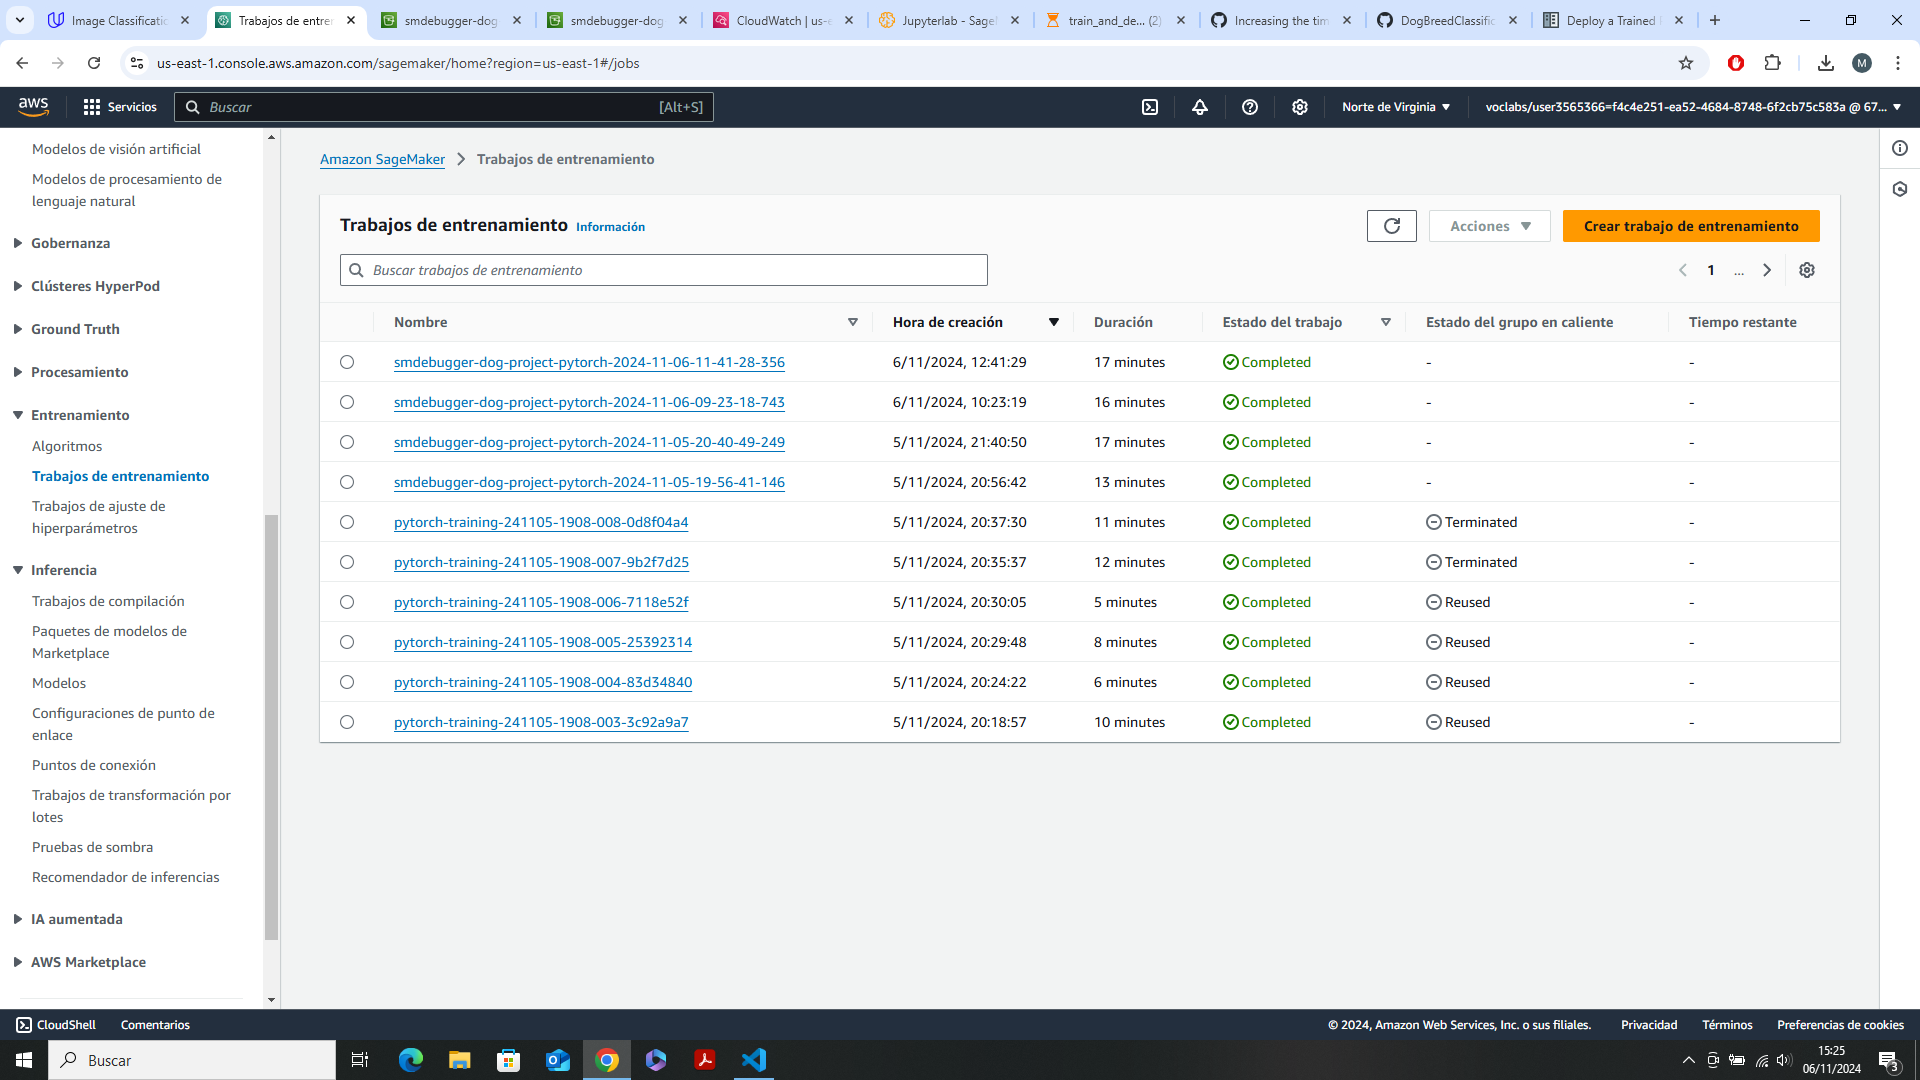 Image Classificatio
Trabajos de entren
smdebugger-dog
smdebugger-dog
CloudWatch | us-e
Jupyterlab - Sagel
train_and_de... (2)
Increasing the tim
DogBreedClassific
Deploy a Trained
us-east-1.console.aws.amazon.com/sagemaker/home?region=us-east-1#/jobs
M
aws
Servicios
Buscar
[Alt+S]
Norte de Virginia
voclabs/user3565366=f4c4e251-ea52-4684-8748-6f2cb75c583a @ 67...
Modelos de visión artificial
Modelos de procesamiento de
lenguaje natural
Gobernanza
Clústeres HyperPod
Ground Truth
Procesamiento
Entrenamiento
Algoritmos
Trabajos de entrenamiento
Trabajos de ajuste de
hiperparámetros
Inferencia
Trabajos de compilación
Paquetes de modelos de
Marketplace
Modelos
Configuraciones de punto de
enlace
Puntos de conexión
Trabajos de transformación por
lotes
Pruebas de sombra
Recomendador de inferencias
IA aumentada
AWS Marketplace
Amazon SageMaker
Trabajos de entrenamiento
Trabajos de entrenamiento Información
Acciones
Crear trabajo de entrenamiento
Buscar trabajos de entrenamiento
1 ...
Nombre Hora de creación Duración Estado del trabajo Estado del grupo en caliente Tiempo restante
smdebugger-dog-project-pytorch-2024-11-06-11-41-28-356 6/11/2024, 12:41:29 17 minutes Completed - -
smdebugger-dog-project-pytorch-2024-11-06-09-23-18-743 6/11/2024, 10:23:19 16 minutes Completed - -
smdebugger-dog-project-pytorch-2024-11-05-20-40-49-249 5/11/2024, 21:40:50 17 minutes Completed - -
smdebugger-dog-project-pytorch-2024-11-05-19-56-41-146 5/11/2024, 20:56:42 13 minutes Completed - -
pytorch-training-241105-1908-008-0d8f04a4 5/11/2024, 20:37:30 11 minutes Completed Terminated -
pytorch-training-241105-1908-007-9b2f7d25 5/11/2024, 20:35:37 12 minutes Completed Terminated -
pytorch-training-241105-1908-006-7118e52f 5/11/2024, 20:30:05 5 minutes Completed Reused -
pytorch-training-241105-1908-005-25392314 5/11/2024, 20:29:48 8 minutes Completed Reused -
pytorch-training-241105-1908-004-83d34840 5/11/2024, 20:24:22 6 minutes Completed Reused -
pytorch-training-241105-1908-003-3c92a9a7 5/11/2024, 20:18:57 10 minutes Completed Reused -
CloudShell
Comentarios
© 2024, Amazon Web Services, Inc. o sus filiales.
Privacidad
Términos
Preferencias de cookies
Buscar
15:25
06/11/2024
3